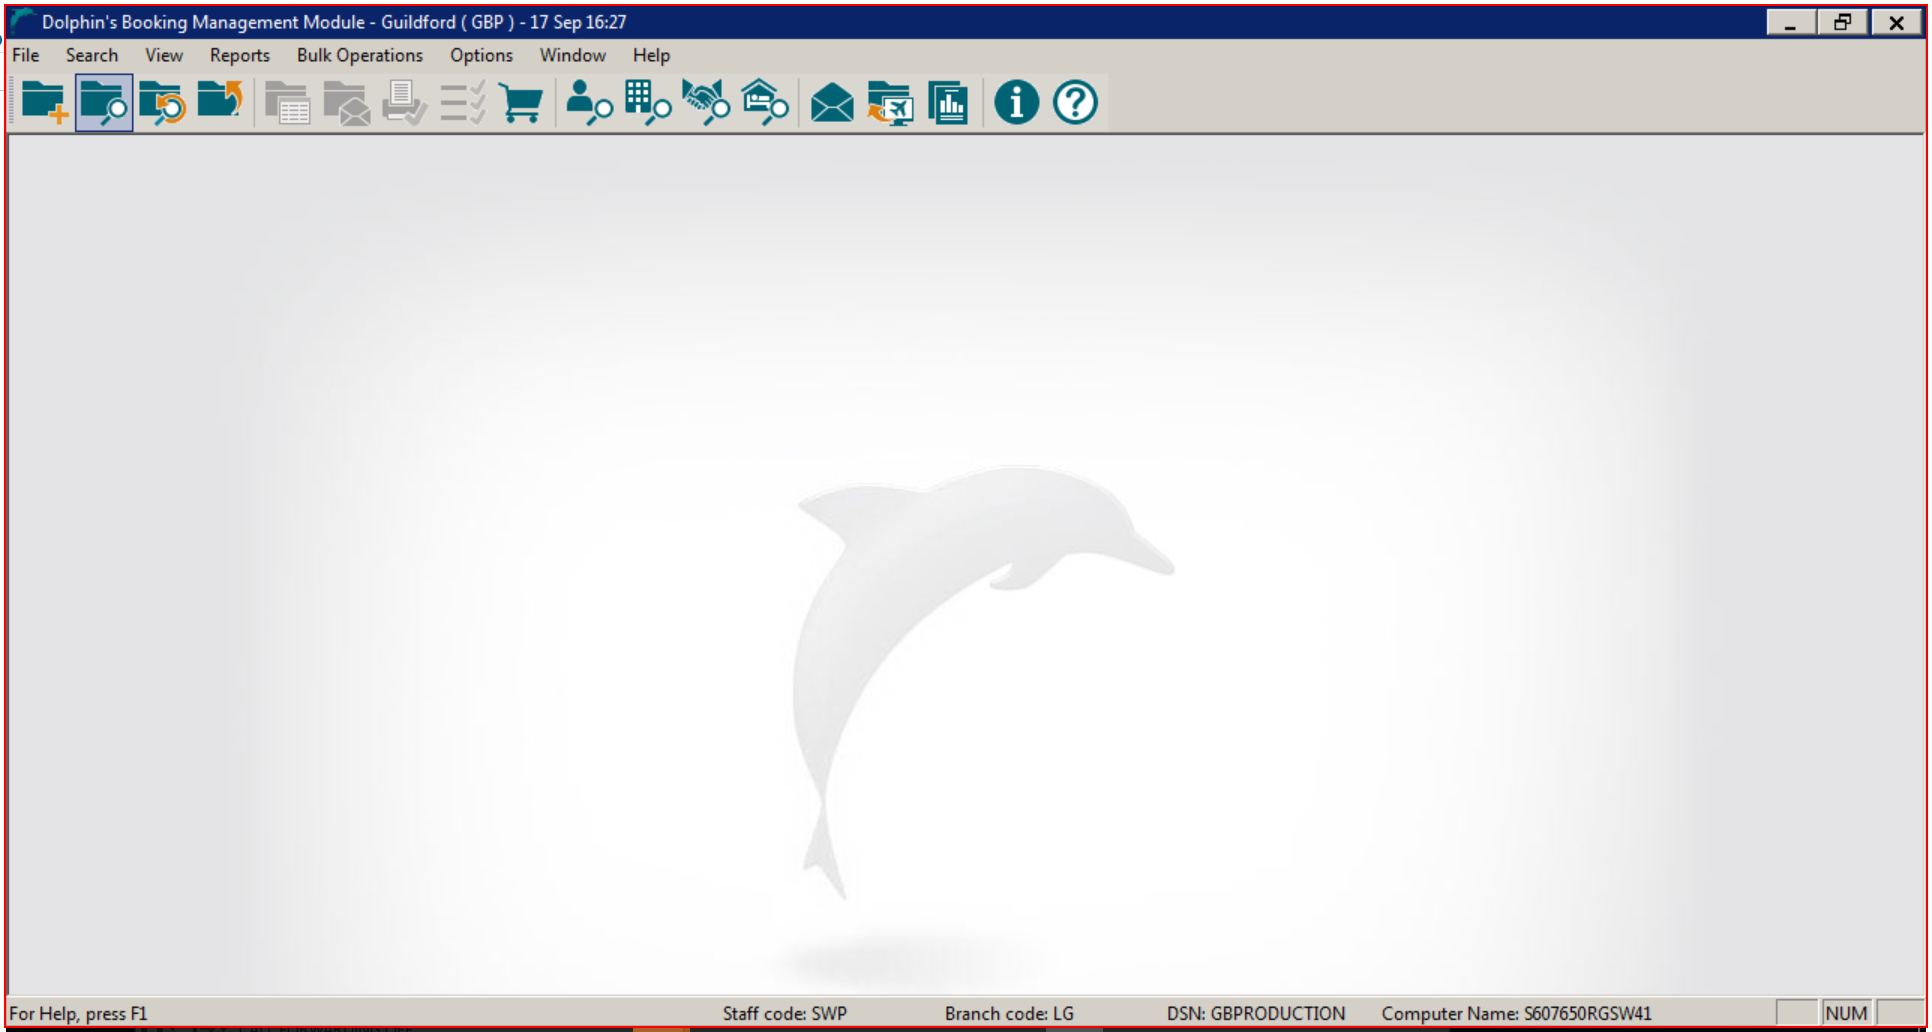 Dolphin's Booking Management Module - Guildford ( GBP ) - 17 Sep 16:27
File Search View Reports Bulk Operations Options Window Help
For Help, press F1 Staff code: SWP Branch code: LG DSN: GBPRODUCTION Computer Name: S607650RGSW41 NUM